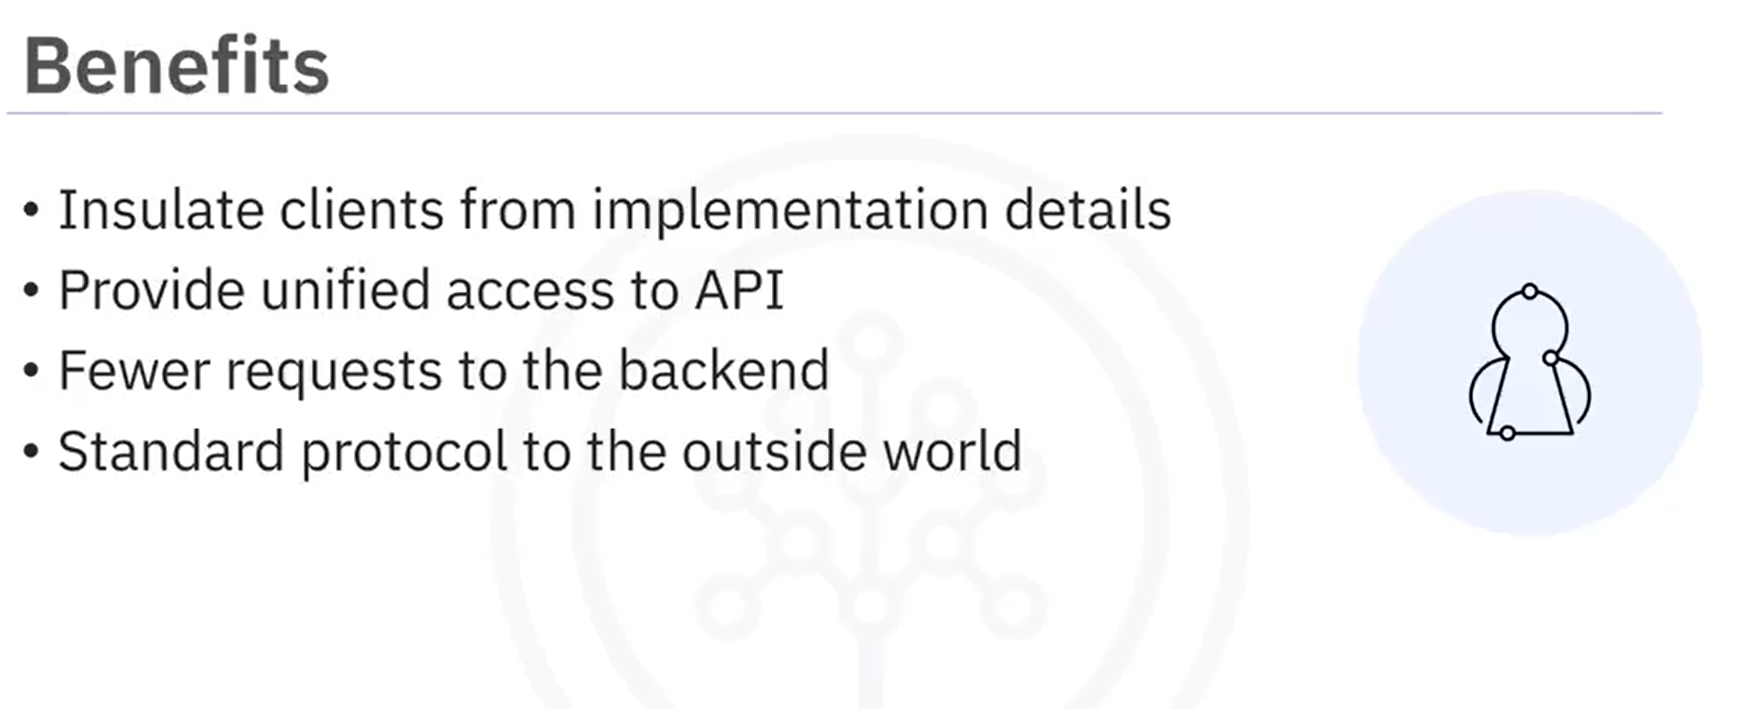 Benefits
• Insulate clients from implementation details
• Provide unified access to API
• Fewer requests to the backend
• Standard protocol to the outside world